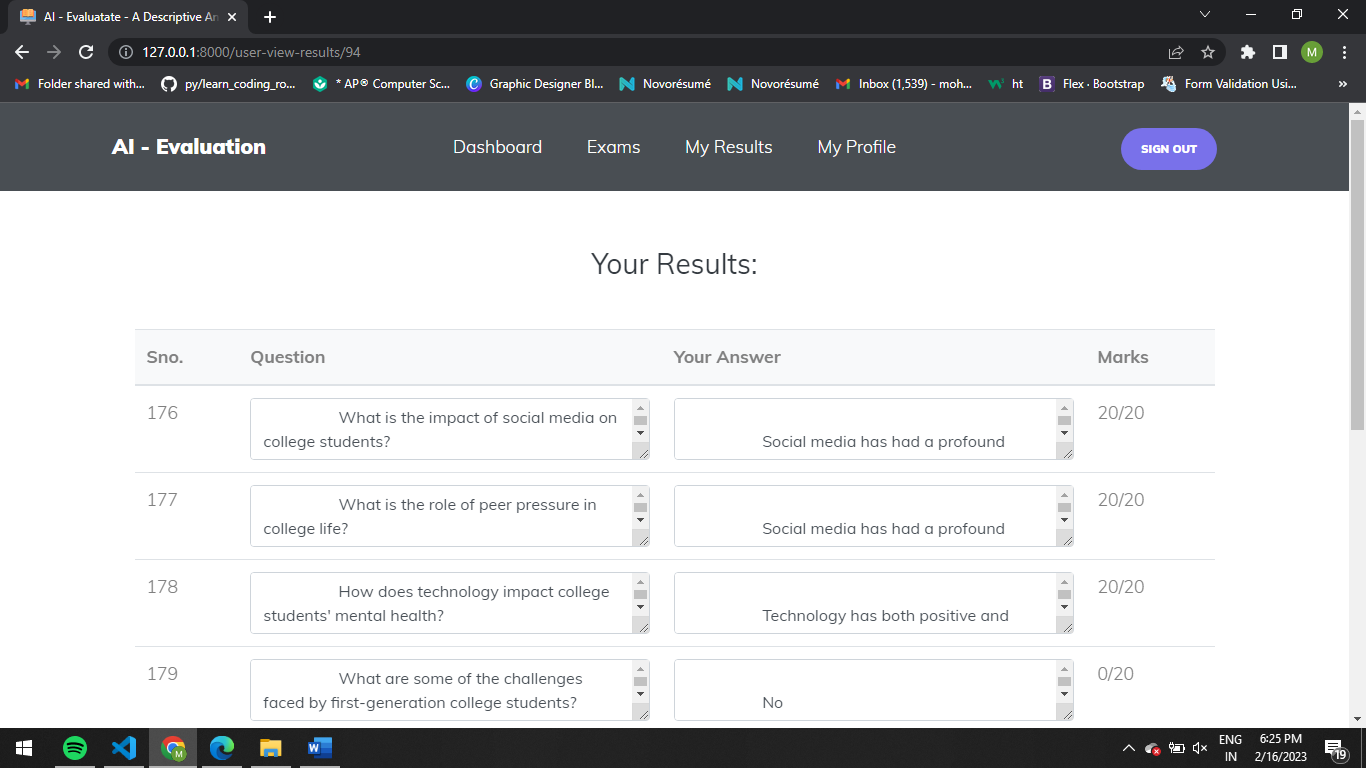 AI - Evaluatate - A Descriptive An
127.0.0.1:8000/user-view-results/94
M
Folder shared with...
py/learn_coding_ro...
* AP® Computer Sc...
Graphic Designer Bl...
Novorésumé
Novorésumé
Inbox (1,539) - moh...
ht
Flex · Bootstrap
Form Validation Usi...
»
AI - Evaluation
Dashboard
Exams
My Results
My Profile
SIGN OUT
Your Results:
Sno. Question Your Answer Marks
176
What is the impact of social media on
college students?
Social media has had a profound
20/20
177
What is the role of peer pressure in
college life?
Social media has had a profound
20/20
178
How does technology impact college
students' mental health?
Technology has both positive and
20/20
179
What are some of the challenges
faced by first-generation college students?
No
0/20
ENG
IN
6:25 PM
2/16/2023
19